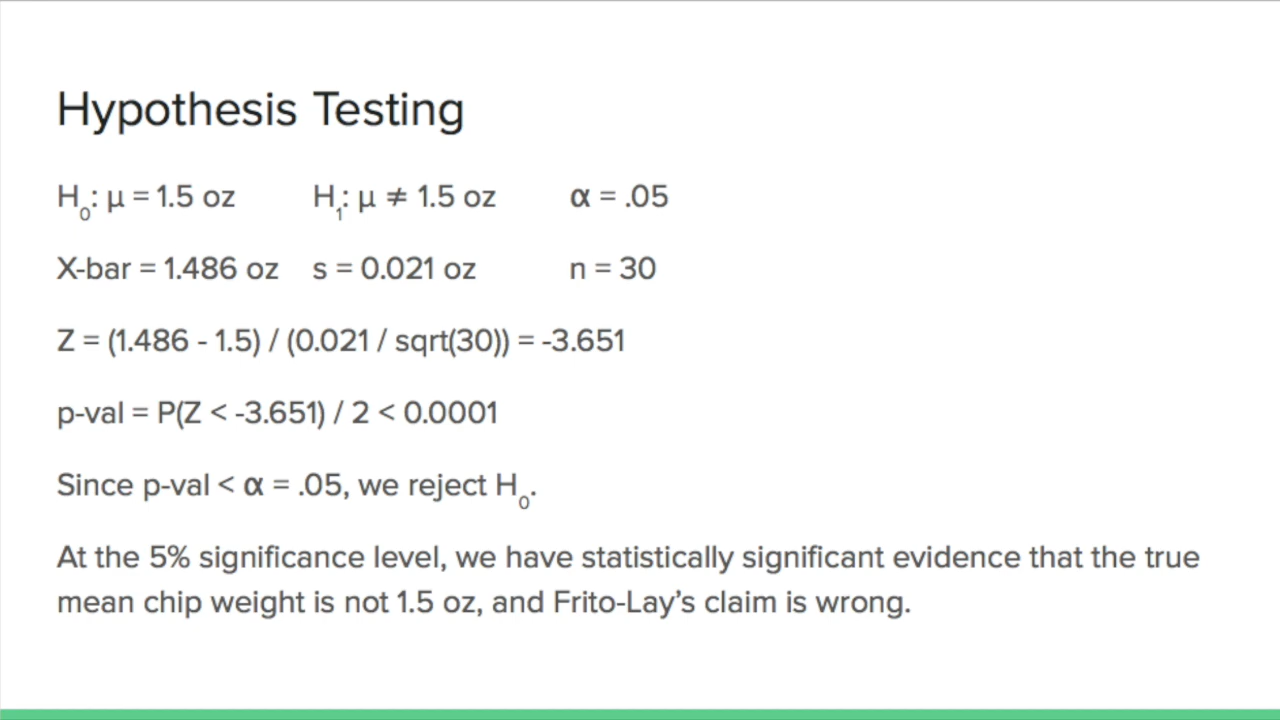 Hypothesis Testing
H₀: μ = 1.5 oz H₁: μ ≠ 1.5 oz α = .05
X-bar = 1.486 oz s = 0.021 oz n = 30
Z = (1.486 - 1.5) / (0.021 / sqrt(30)) = -3.651
p-val = P(Z < -3.651) / 2 < 0.0001
Since p-val < α = .05, we reject H₀.
At the 5% significance level, we have statistically significant evidence that the true
mean chip weight is not 1.5 oz, and Frito-Lay’s claim is wrong.